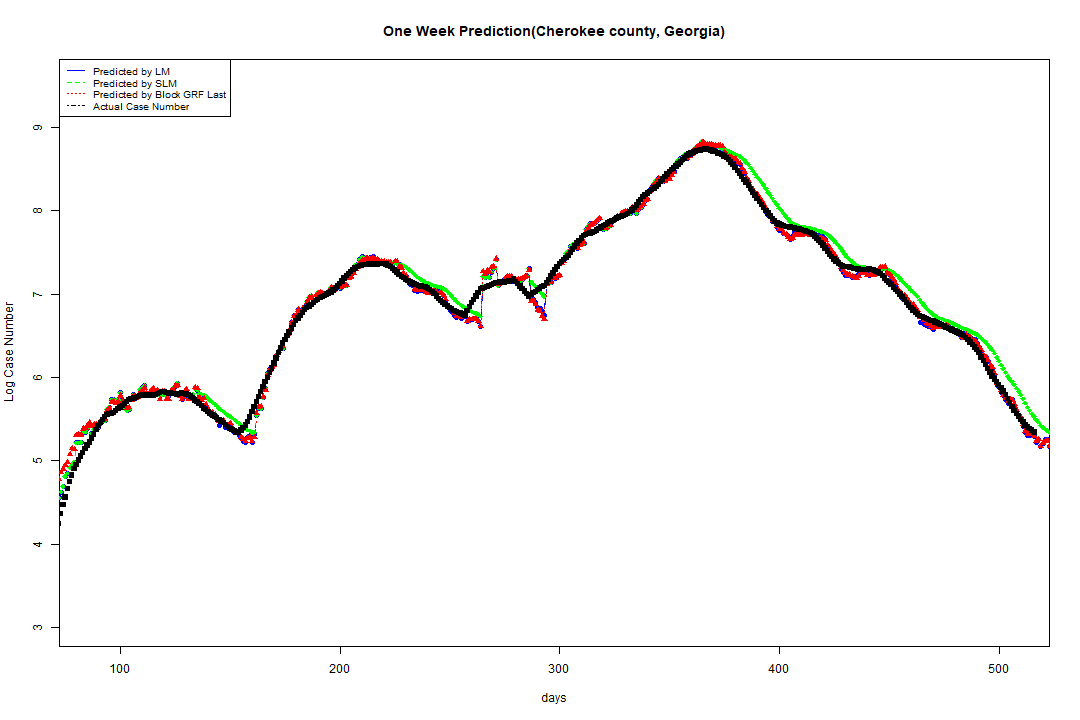 One Week Prediction(Cherokee county, Georgia)
Predicted by LM
Predicted by SLM
Predicted by Block GRF Last
Actual Case Number
Log Case Number
9
8
7
6
5
4
3
100 200 300 400 500
days